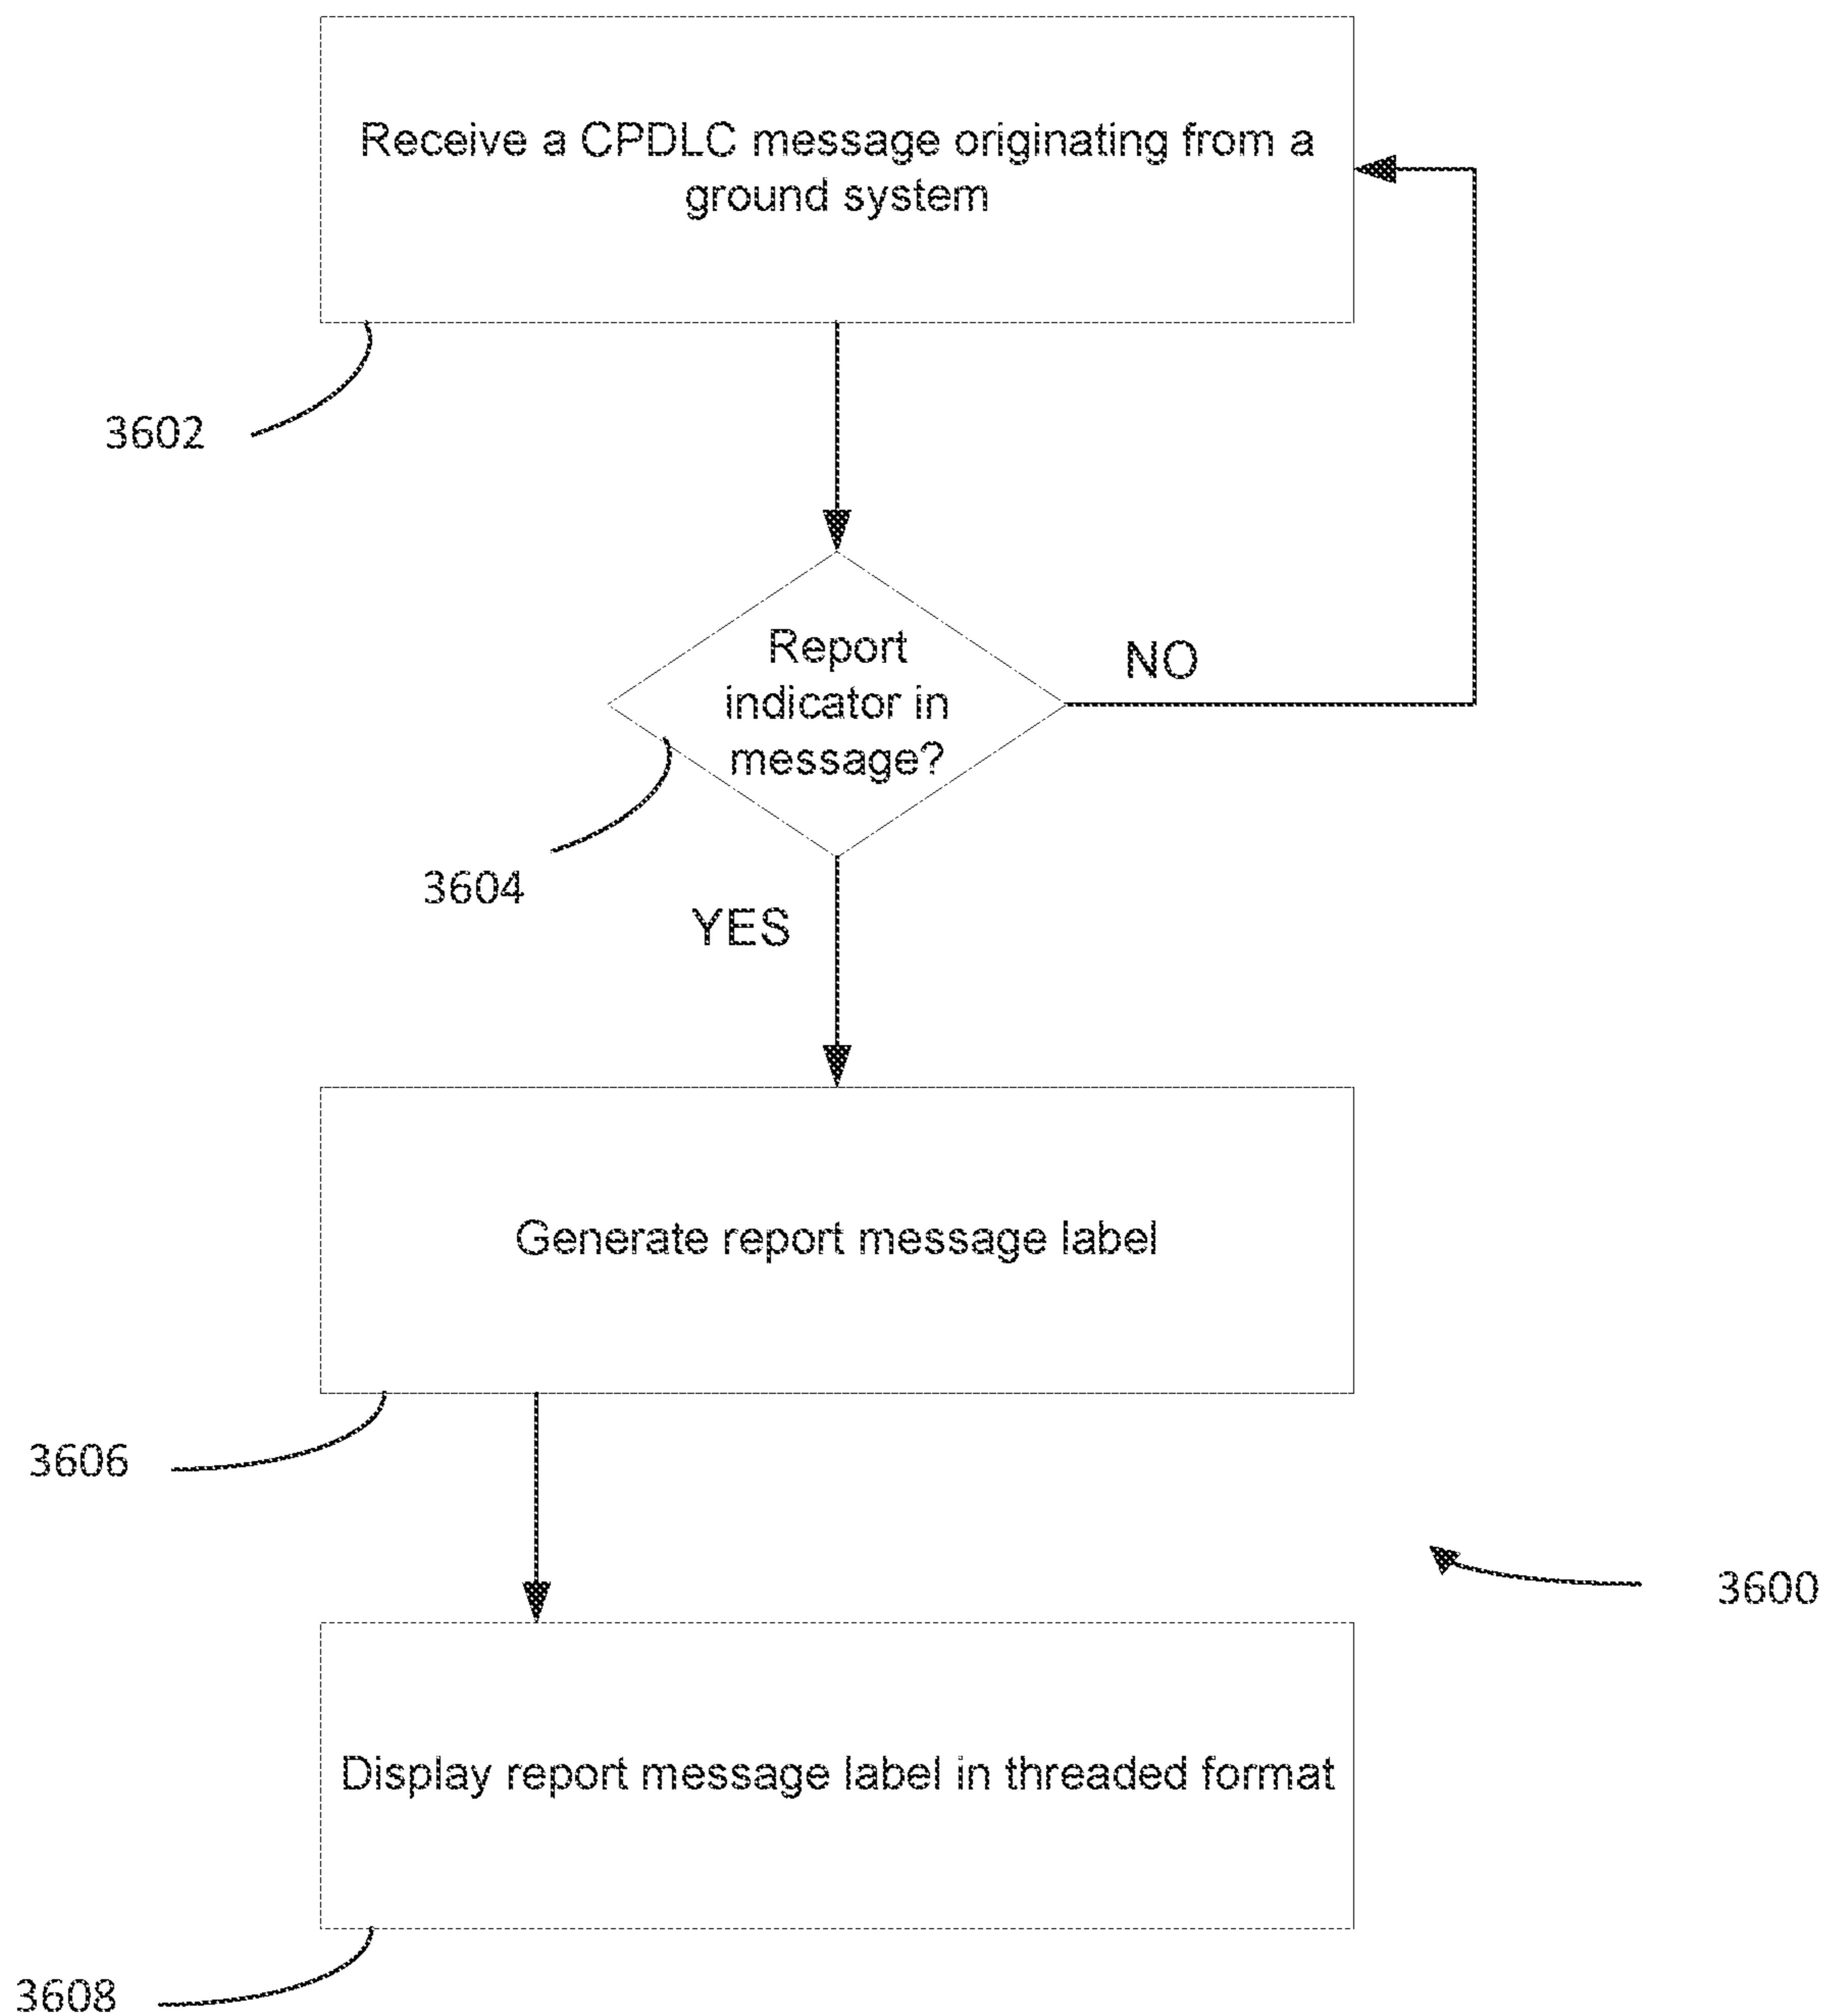 Receive a CPDLC message originating from a
ground system
3602
Report
indicator in
message?
NO
3604
YES
Generate report message label
3606
3600
Display report message label in threaded format
3608